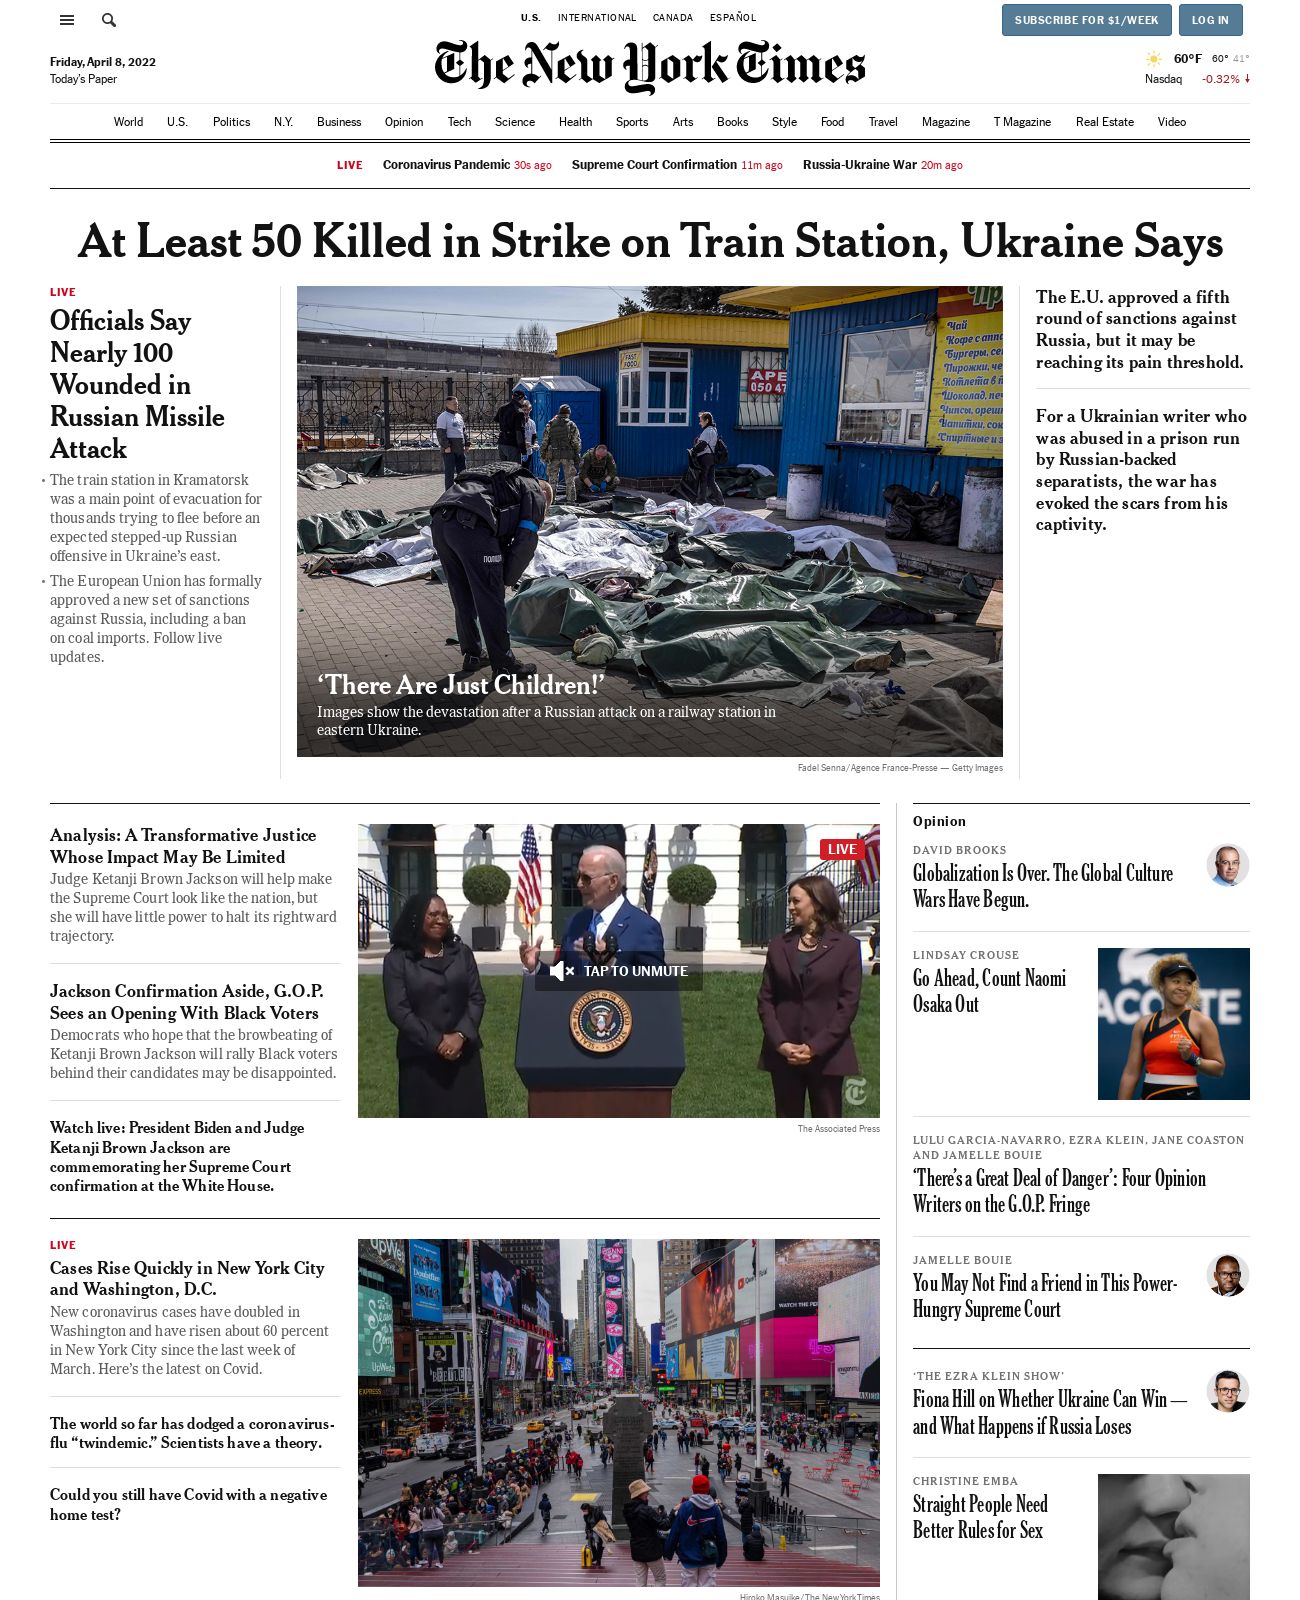 U.S. INTERNATIONAL CANADA ESPAÑOL
SUBSCRIBE FOR $1/WEEK
LOG IN
Friday, April 8, 2022
Today's Paper
The New York Times
60°F 60° 41°
Nasdaq -0.32%
World U.S. Politics N.Y. Business Opinion Tech Science Health Sports Arts Books Style Food Travel Magazine T Magazine Real Estate Video
LIVE Coronavirus Pandemic 30s ago Supreme Court Confirmation 11m ago Russia-Ukraine War 20m ago
At Least 50 Killed in Strike on Train Station, Ukraine Says
LIVE
Officials Say
Nearly 100
Wounded in
Russian Missile
Attack
• The train station in Kramatorsk
was a main point of evacuation for
thousands trying to flee before an
expected stepped-up Russian
offensive in Ukraine’s east.
• The European Union has formally
approved a new set of sanctions
against Russia, including a ban
on coal imports. Follow live
updates.
FAST
FOOD
Чай
Бургеры,
поліція
‘There Are Just Children!’
Images show the devastation after a Russian attack on a railway station in
eastern Ukraine.
Fadel Senna/Agence France-Presse — Getty Images
The E.U. approved a fifth
round of sanctions against
Russia, but it may be
reaching its pain threshold.
For a Ukrainian writer who
was abused in a prison run
by Russian-backed
separatists, the war has
evoked the scars from his
captivity.
Analysis: A Transformative Justice
Whose Impact May Be Limited
Judge Ketanji Brown Jackson will help make
the Supreme Court look like the nation, but
she will have little power to halt its rightward
trajectory.
Jackson Confirmation Aside, G.O.P.
Sees an Opening With Black Voters
Democrats who hope that the browbeating of
Ketanji Brown Jackson will rally Black voters
behind their candidates may be disappointed.
Watch live: President Biden and Judge
Ketanji Brown Jackson are
commemorating her Supreme Court
confirmation at the White House.
LIVE
TAP TO UNMUTE
The Associated Press
LIVE
Cases Rise Quickly in New York City
and Washington, D.C.
New coronavirus cases have doubled in
Washington and have risen about 60 percent
in New York City since the last week of
March. Here’s the latest on Covid.
The world so far has dodged a coronavirus-
flu “twindemic.” Scientists have a theory.
Could you still have Covid with a negative
home test?
UpWo
YouTube
WATCH THE
Hiroko Masuike/The New York Times
Opinion
DAVID BROOKS
Globalization Is Over. The Global Culture
Wars Have Begun.
LINDSAY CROUSE
Go Ahead, Count Naomi
Osaka Out
ACOSTE
LULU GARCIA-NAVARRO, EZRA KLEIN, JANE COASTON
AND JAMELLE BOUIE
‘There’s a Great Deal of Danger’: Four Opinion
Writers on the G.O.P. Fringe
JAMELLE BOUIE
You May Not Find a Friend in This Power-
Hungry Supreme Court
‘THE EZRA KLEIN SHOW’
Fiona Hill on Whether Ukraine Can Win —
and What Happens if Russia Loses
CHRISTINE EMBA
Straight People Need
Better Rules for Sex